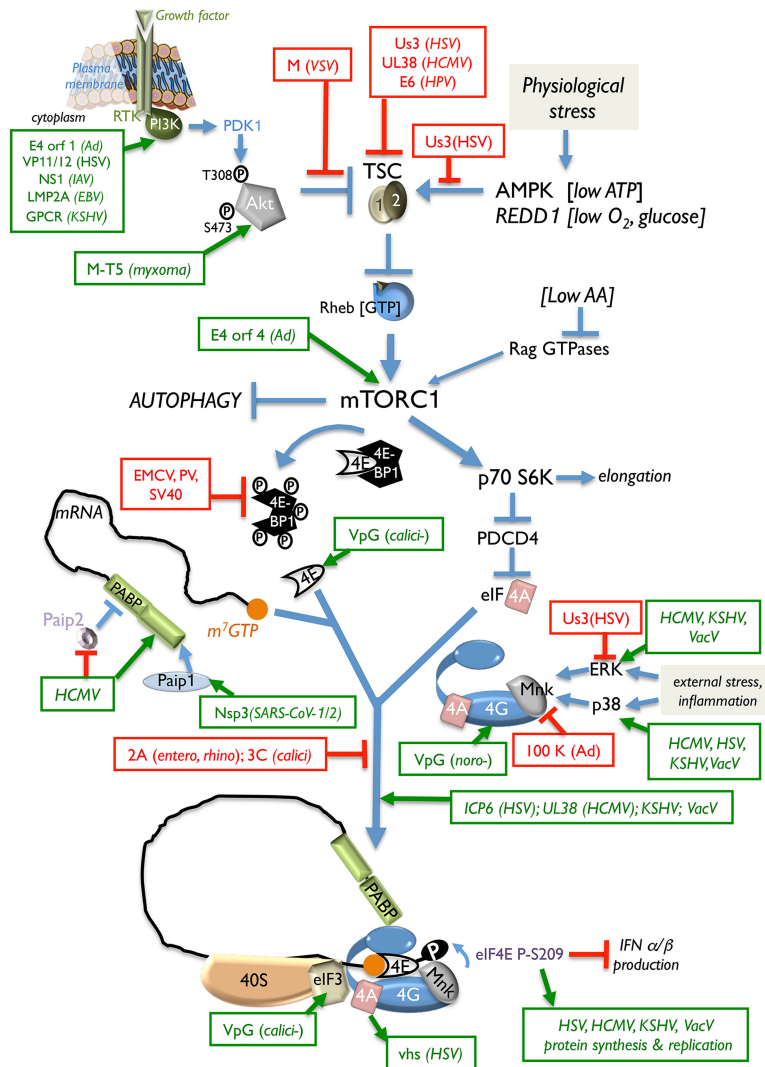 Growth factor
Plasma
membrane
cytoplasm
RTK
PI3K
PDK1
E4 orf 1 (Ad)
VP11/12 (HSV)
NS1 (IAV)
LMP2A (EBV)
GPCR (KSHV)
T308
P
Akt
P
S473
M-T5 (myxoma)
M (VSV)
Us3 (HSV)
UL38 (HCMV)
E6 (HPV)
Us3(HSV)
TSC
1
2
Physiological
stress
AMPK [low ATP]
REDD1 [low O2, glucose]
Rheb [GTP]
[Low AA]
Rag GTPases
E4 orf 4 (Ad)
mTORC1
AUTOPHAGY
4E
4E-
BP1
EMCV, PV,
SV40
P
P
4E-
BP1
P
P
P
p70 S6K
elongation
PDCD4
eIF
4A
VpG (calici-)
4E
mRNA
PABP
Paip2
m7GTP
HCMV
Paip1
Nsp3(SARS-CoV-1/2)
Us3(HSV)
HCMV, KSHV,
VacV
ERK
external stress,
inflammation
Mnk
p38
4A
4G
VpG (noro-)
100 K (Ad)
HCMV, HSV,
KSHV,VacV
2A (entero, rhino); 3C (calici)
ICP6 (HSV); UL38 (HCMV); KSHV; VacV
PABP
P
eIF4E P-S209
IFN α/β
production
40S
eIF3
4E
Mnk
4A
4G
VpG (calici-)
vhs (HSV)
HSV, HCMV, KSHV, VacV
protein synthesis & replication